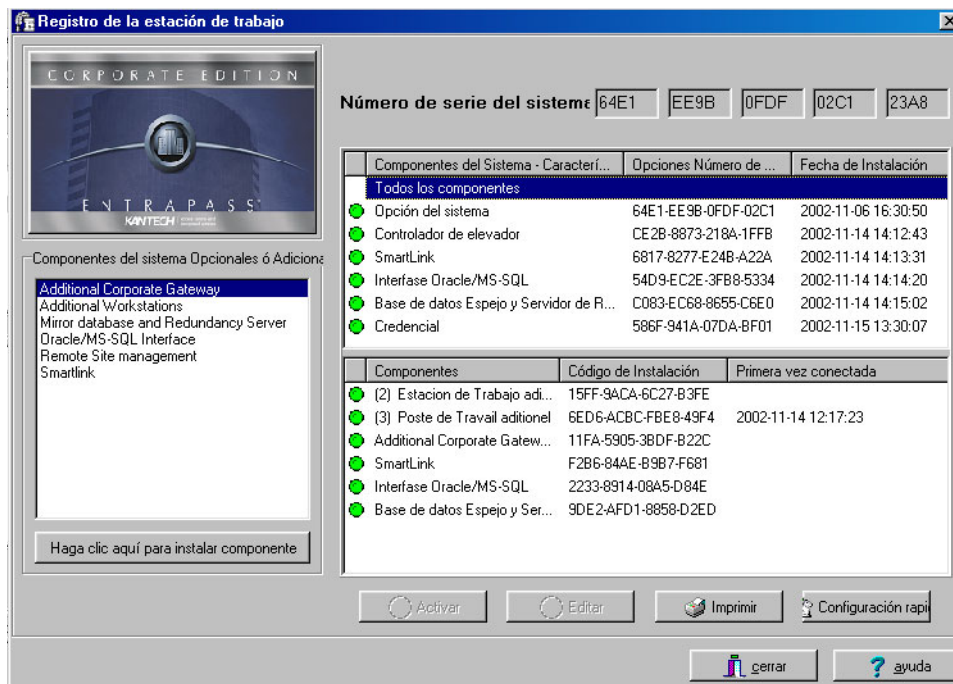 Registro de la estación de trabajo
CORPORATE EDITION
ENTRAPASS
KANTECH
Número de serie del sistema 64E1 EE9B 0FDF 02C1 23A8
Componentes del Sistema - Caracterí... Opciones Número de ... Fecha de Instalación
Todos los componentes
Opción del sistema 64E1-EE9B-0FDF-02C1 2002-11-06 16:30:50
Controlador de elevador CE2B-8873-218A-1FFB 2002-11-14 14:12:43
SmartLink 6817-8277-E24B-A22A 2002-11-14 14:13:31
Interfase Oracle/MS-SQL 54D9-EC2E-3FB8-5334 2002-11-14 14:14:20
Base de datos Espejo y Servidor de R... C083-EC68-8655-C6E0 2002-11-14 14:15:02
Credencial 586F-941A-07DA-BF01 2002-11-15 13:30:07
Componentes del sistema Opcionales ó Adiciona
Additional Corporate Gateway
Additional Workstations
Mirror database and Redundancy Server
Oracle/MS-SQL Interface
Remote Site management
Smartlink
Haga clic aquí para instalar componente
Componentes Código de Instalación Primera vez conectada
(2) Estacion de Trabajo adi... 15FF-9ACA-6C27-B3FE
(3) Poste de Travail aditionel 6ED6-ACBC-FBE8-49F4 2002-11-14 12:17:23
Additional Corporate Gatew... 11FA-5905-3BDF-B22C
SmartLink F2B6-84AE-B9B7-F681
Interfase Oracle/MS-SQL 2233-8914-08A5-D84E
Base de datos Espejo y Ser... 9DE2-AFD1-8858-D2ED
Activar Editar Imprimir Configuración rapi
cerrar ayuda